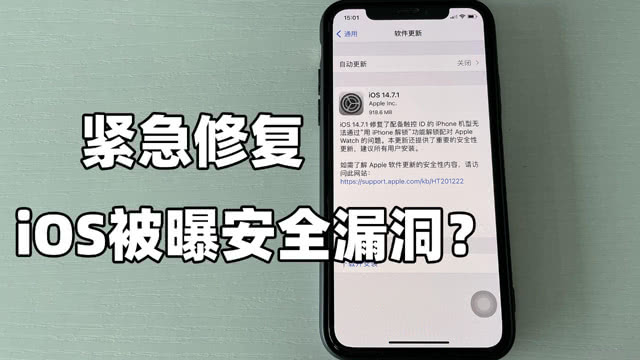 15:01
通用
软件更新
自动更新
关闭
iOS 14.7.1
Apple Inc.
918.6 MB
iOS 14.7.1 修复了配备触控 ID 的 iPhone 机型无
法通过“用 iPhone 解锁”功能解锁配对 Apple
Watch 的问题。本更新还提供了重要的安全性
更新，建议所有用户安装。
如需了解 Apple 软件更新的安全性内容，请访
问此网站：
https://support.apple.com/kb/HT201222
紧急修复
iOS被曝安全漏洞？